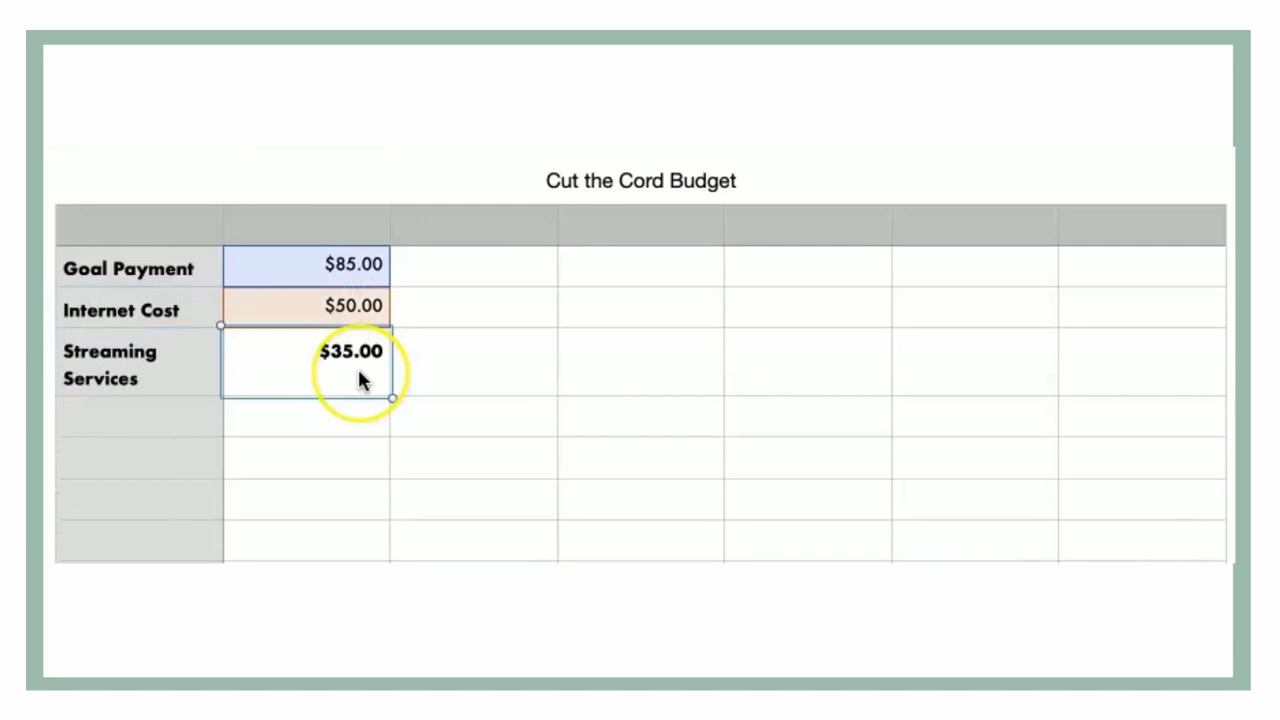 Cut the Cord Budget
Goal Payment $85.00
Internet Cost $50.00
Streaming $35.00
Services